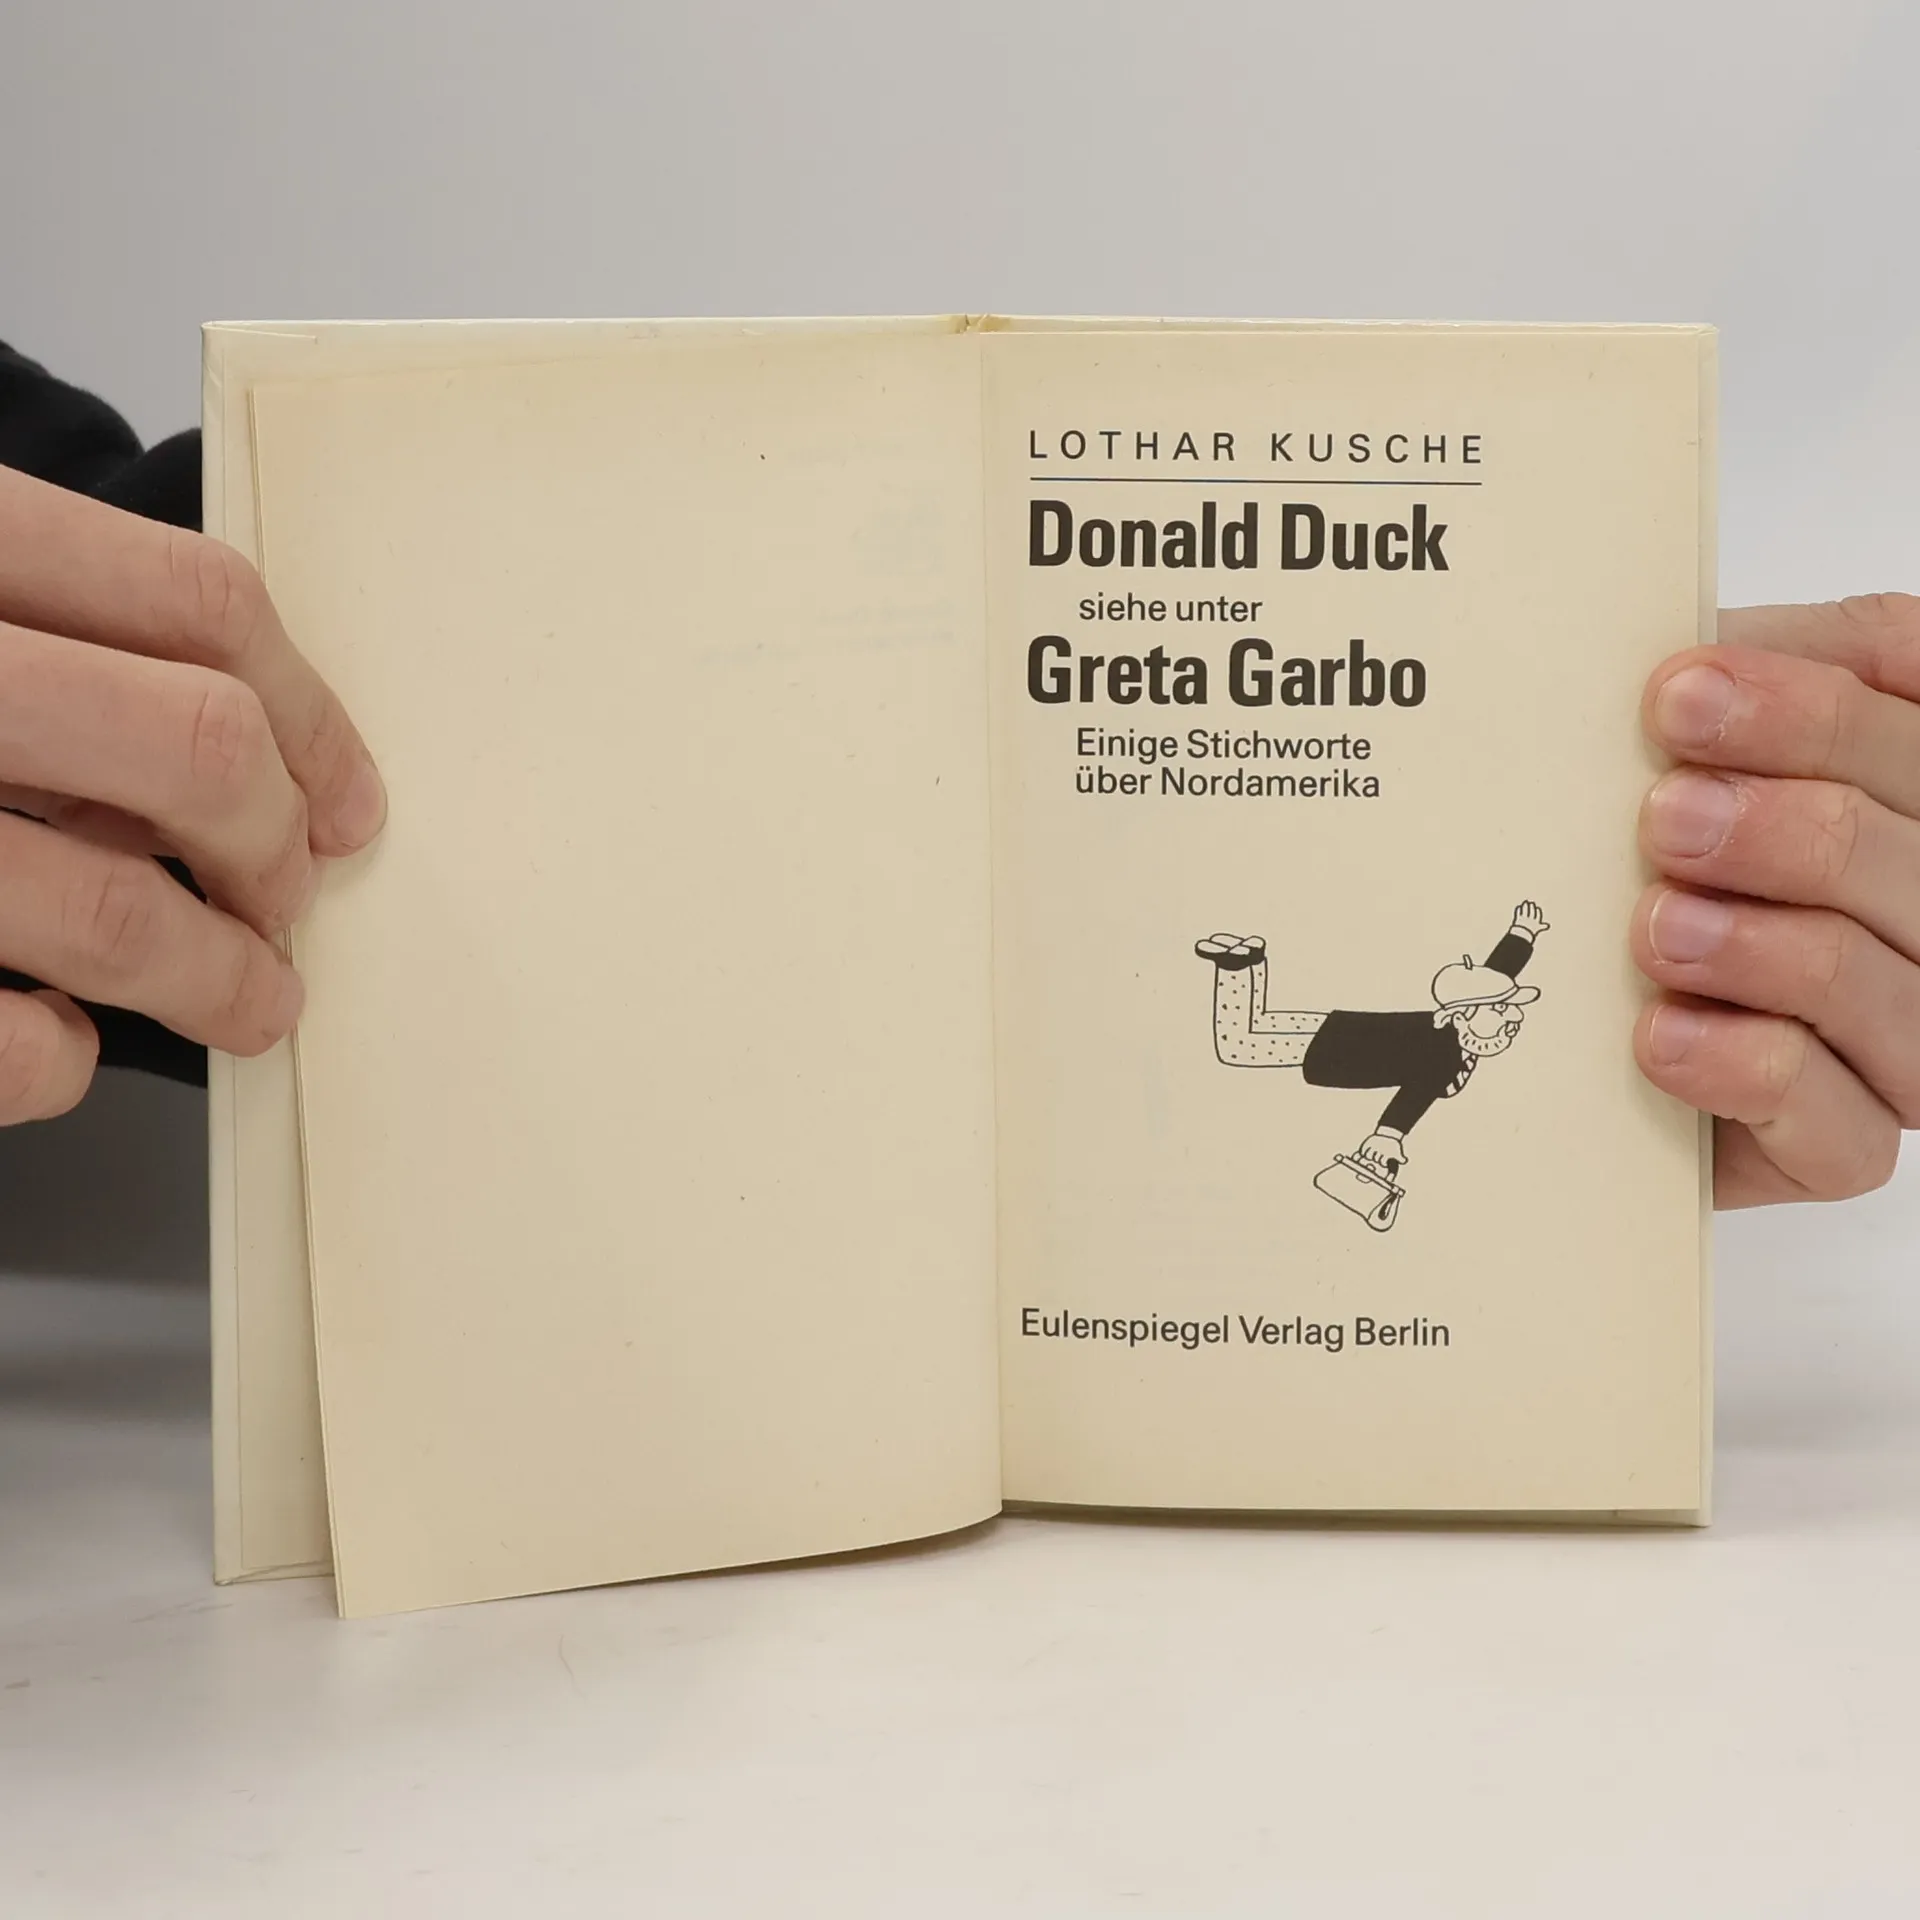 LOTHAR KUSCHE
Donald Duck
siehe unter
Greta Garbo
Einige Stichworte
über Nordamerika
Eulenspiegel Verlag Berlin